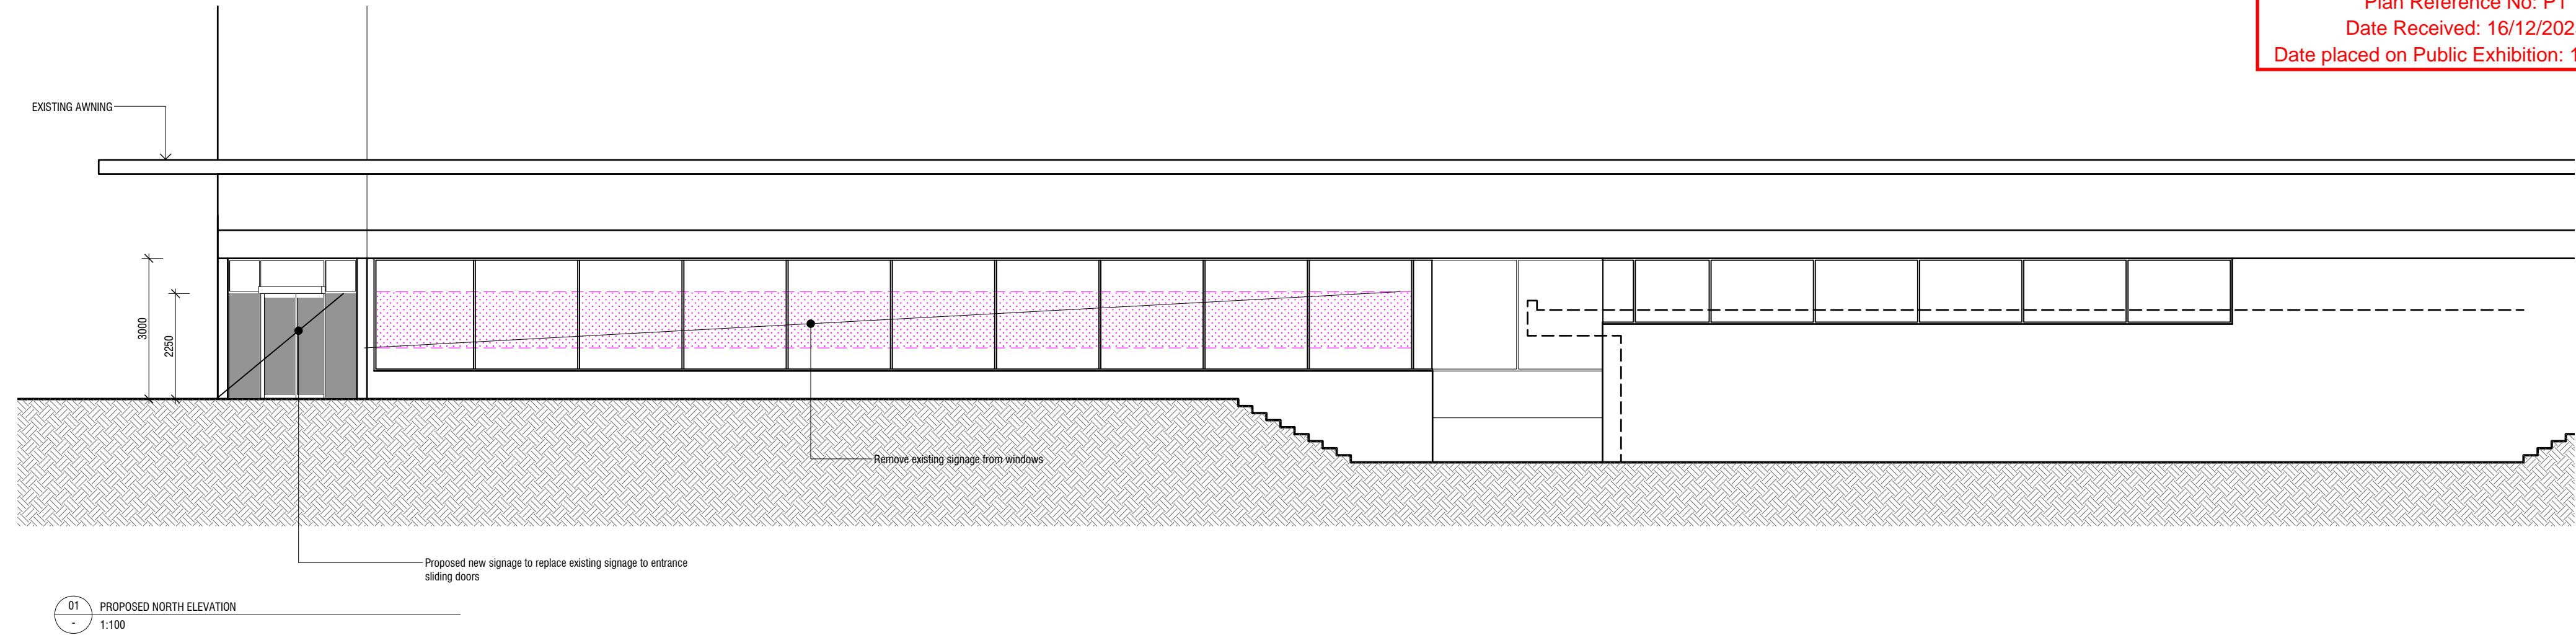 Plan Reference No: P1
Date Received: 16/12/202
Date placed on Public Exhibition: 1
EXISTING AWNING
3000
2250
Remove existing signage from windows
Proposed new signage to replace existing signage to entrance
sliding doors
01
PROPOSED NORTH ELEVATION
-
1:100